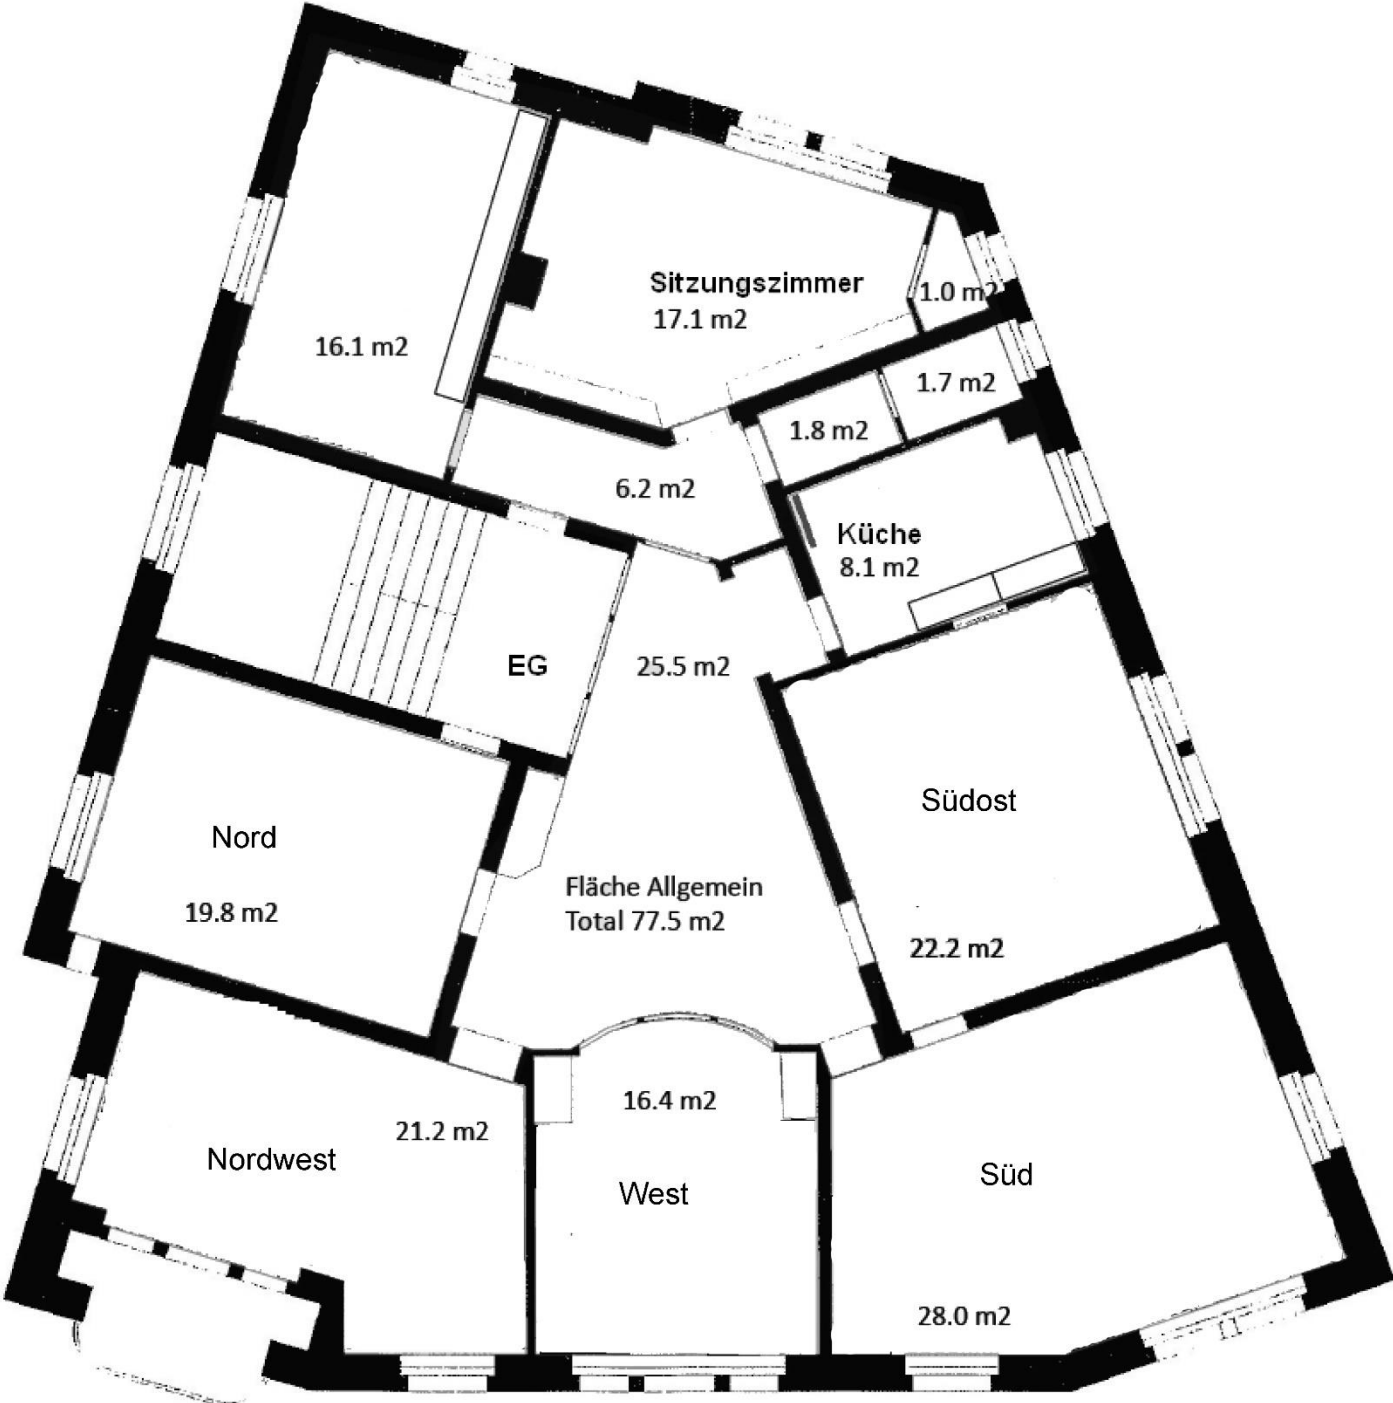 Sitzungszimmer
17.1 m2
1.0 m2
16.1 m2
1.7 m2
1.8 m2
6.2 m2
Küche
8.1 m2
EG
25.5 m2
Südost
22.2 m2
Nord
19.8 m2
Fläche Allgemein
Total 77.5 m2
16.4 m2
West
21.2 m2
Nordwest
Süd
28.0 m2